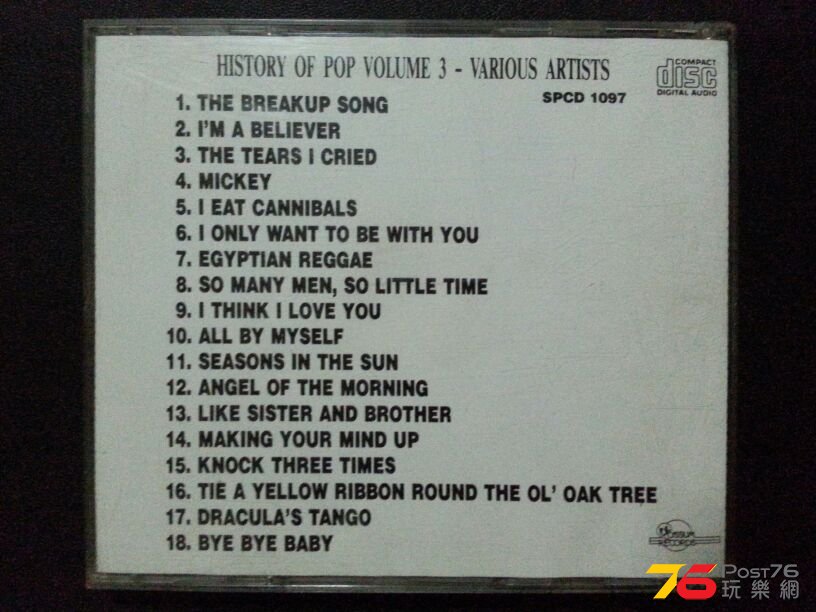 HISTORY OF POP VOLUME 3 - VARIOUS ARTISTS
COMPACT
disc
DIGITAL AUDIO
SPCD 1097
1. THE BREAKUP SONG
2. I'M A BELIEVER
3. THE TEARS I CRIED
4. MICKEY
5. I EAT CANNIBALS
6. I ONLY WANT TO BE WITH YOU
7. EGYPTIAN REGGAE
8. SO MANY MEN, SO LITTLE TIME
9. I THINK I LOVE YOU
10. ALL BY MYSELF
11. SEASONS IN THE SUN
12. ANGEL OF THE MORNING
13. LIKE SISTER AND BROTHER
14. MAKING YOUR MIND UP
15. KNOCK THREE TIMES
16. TIE A YELLOW RIBBON ROUND THE OL' OAK TREE
17. DRACULA'S TANGO
18. BYE BYE BABY
POSSUM
RECORDS
76 Post76
玩樂網